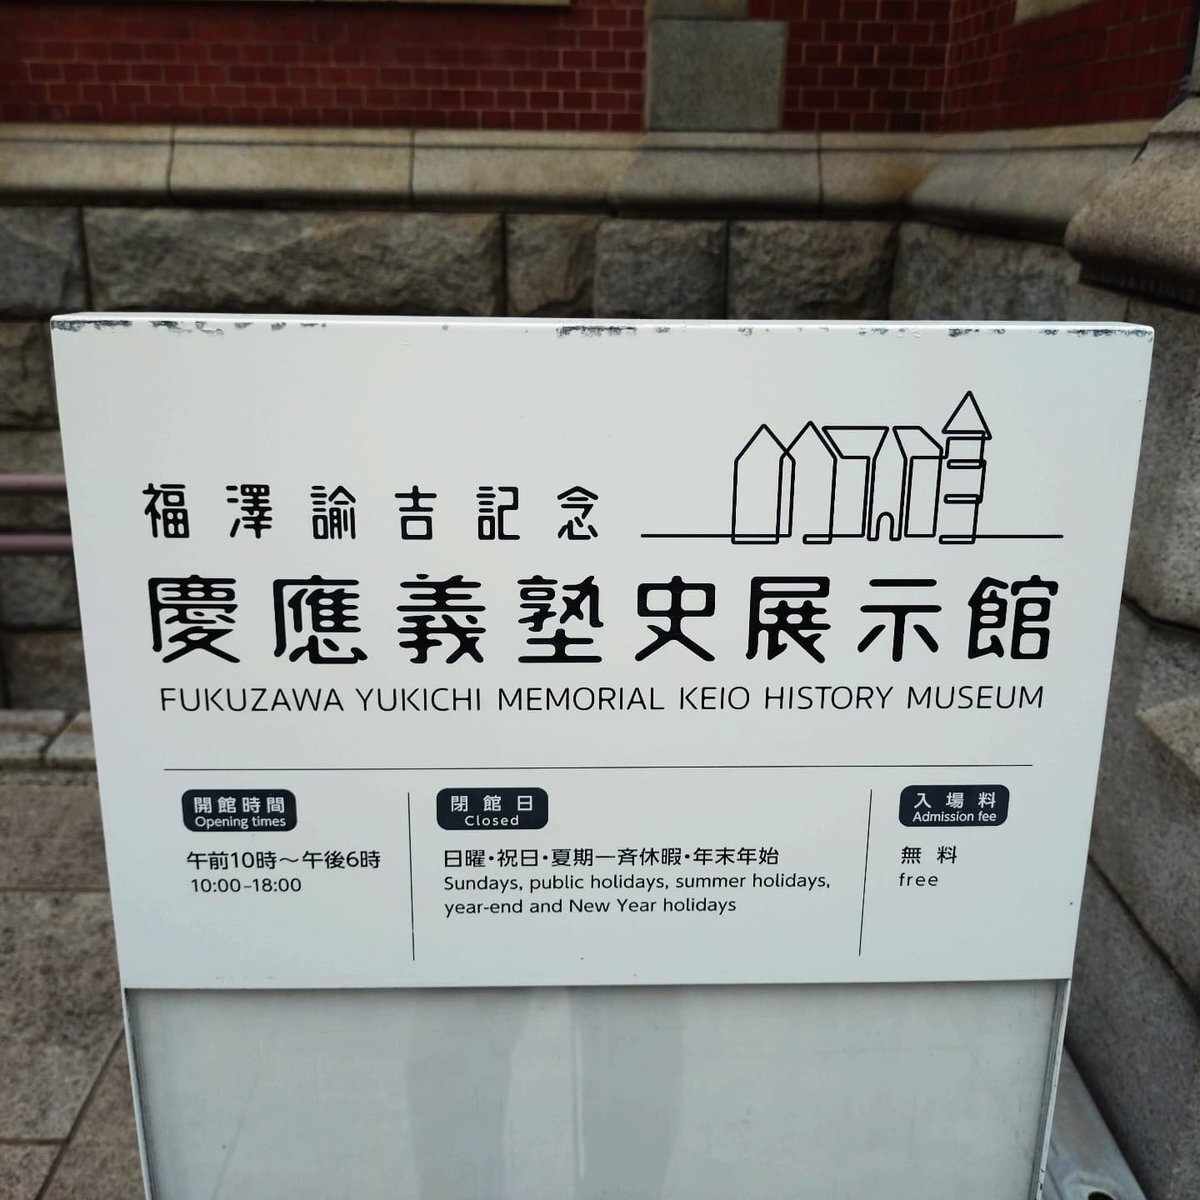 福澤諭吉記念
慶應義塾史展示館
FUKUZAWA YUKICHI MEMORIAL KEIO HISTORY MUSEUM
開館時間
Opening times
午前10時～午後6時
10:00-18:00
閉館日
Closed
日曜・祝日・夏期一斉休暇・年末年始
Sundays, public holidays, summer holidays,
year-end and New Year holidays
入場料
Admission fee
無料
free